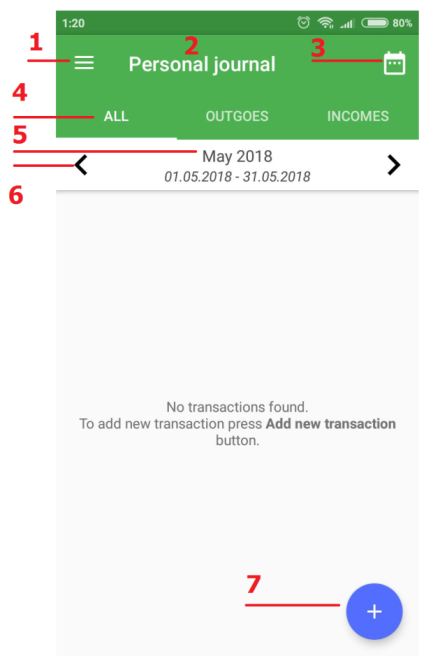 1:20
80%
1
2
3
Personal journal
4
ALL
OUTGOES
INCOMES
5
May 2018
6
01.05.2018 - 31.05.2018
No transactions found.
To add new transaction press Add new transaction
button.
7
+